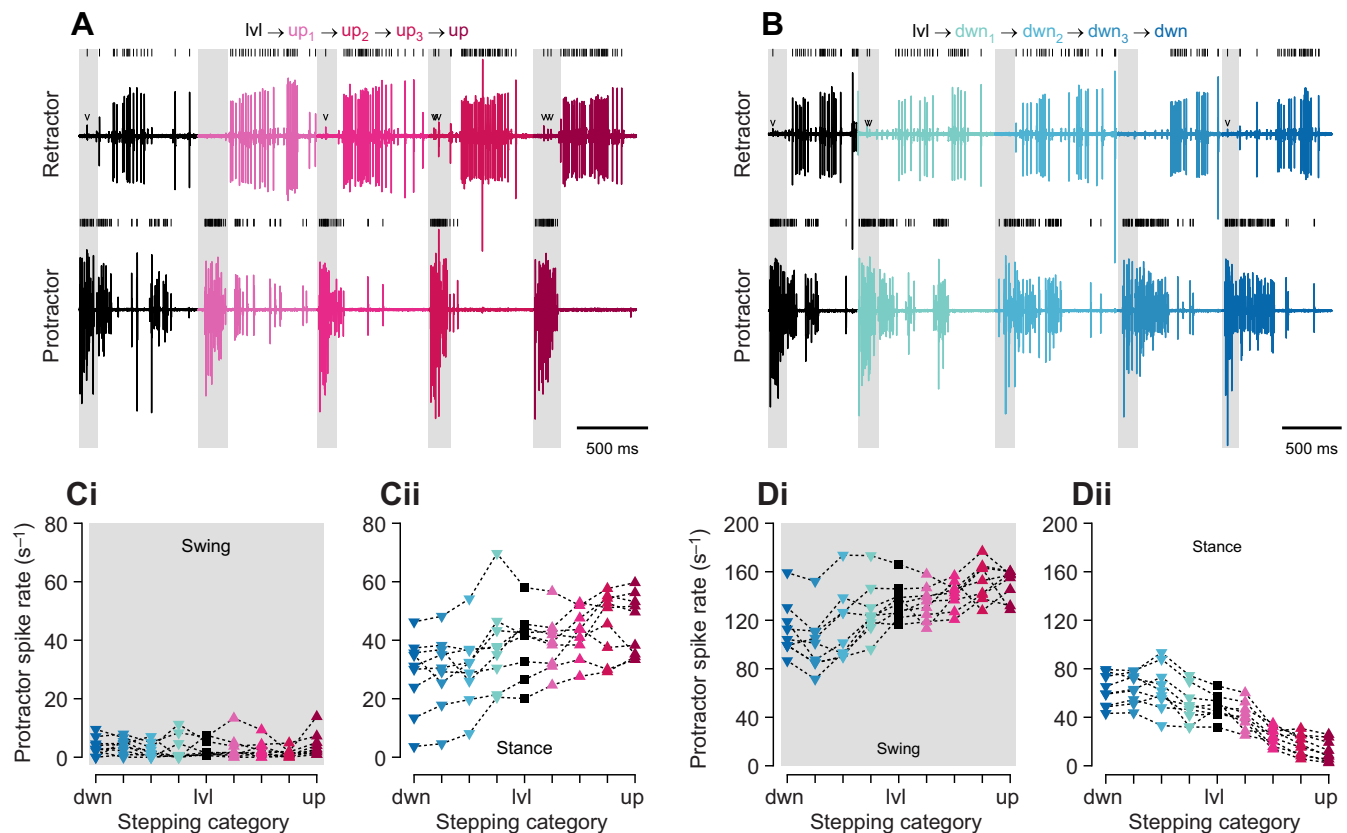 A
lvl → up1 → up2 → up3 → up
Retractor
v
v
vv
vvv
Protractor
500 ms
B
lvl → dwn1 → dwn2 → dwn3 → dwn
Retractor
v
vv
v
Protractor
500 ms
Ci
Protractor spike rate (s–1)
80
60
40
20
0
Swing
dwn
lvl
up
Stepping category
Cii
80
60
40
20
0
Stance
dwn
lvl
up
Stepping category
Di
Protractor spike rate (s–1)
200
160
120
80
40
0
Swing
dwn
lvl
up
Stepping category
Dii
200
160
120
80
40
0
Stance
dwn
lvl
up
Stepping category